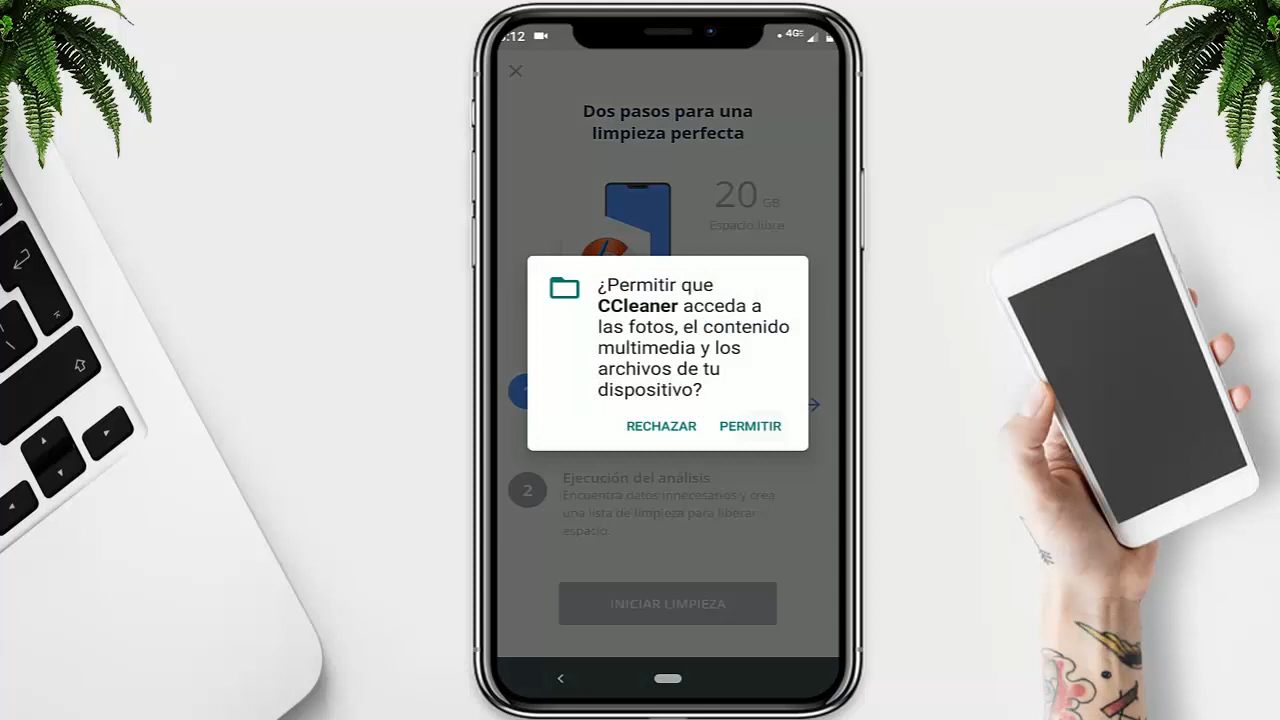 :12
4G
Dos pasos para una
limpieza perfecta
20 GB
Espacio libre
¿Permitir que
CCleaner acceda a
las fotos, el contenido
multimedia y los
archivos de tu
dispositivo?
RECHAZAR PERMITIR
2
Ejecución del análisis
Encuentra datos innecesarios y crea
una lista de limpieza para liberar
espacio.
INICIAR LIMPIEZA